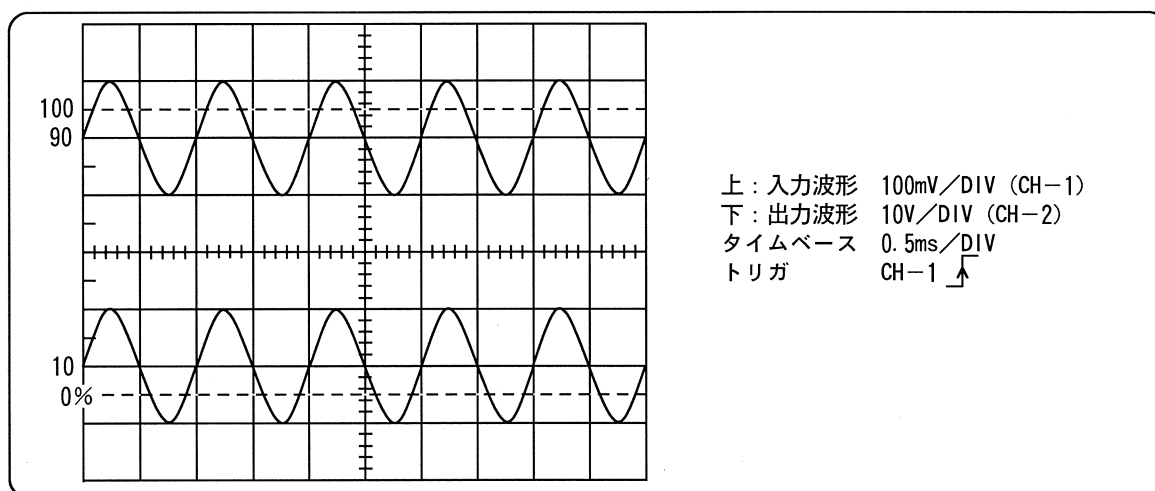 100
90
10
0%
上：入力波形 100mV／DIV（CH−1）
下：出力波形 10V／DIV（CH−2）
タイムベース 0.5ms／DIV
トリガ CH−1